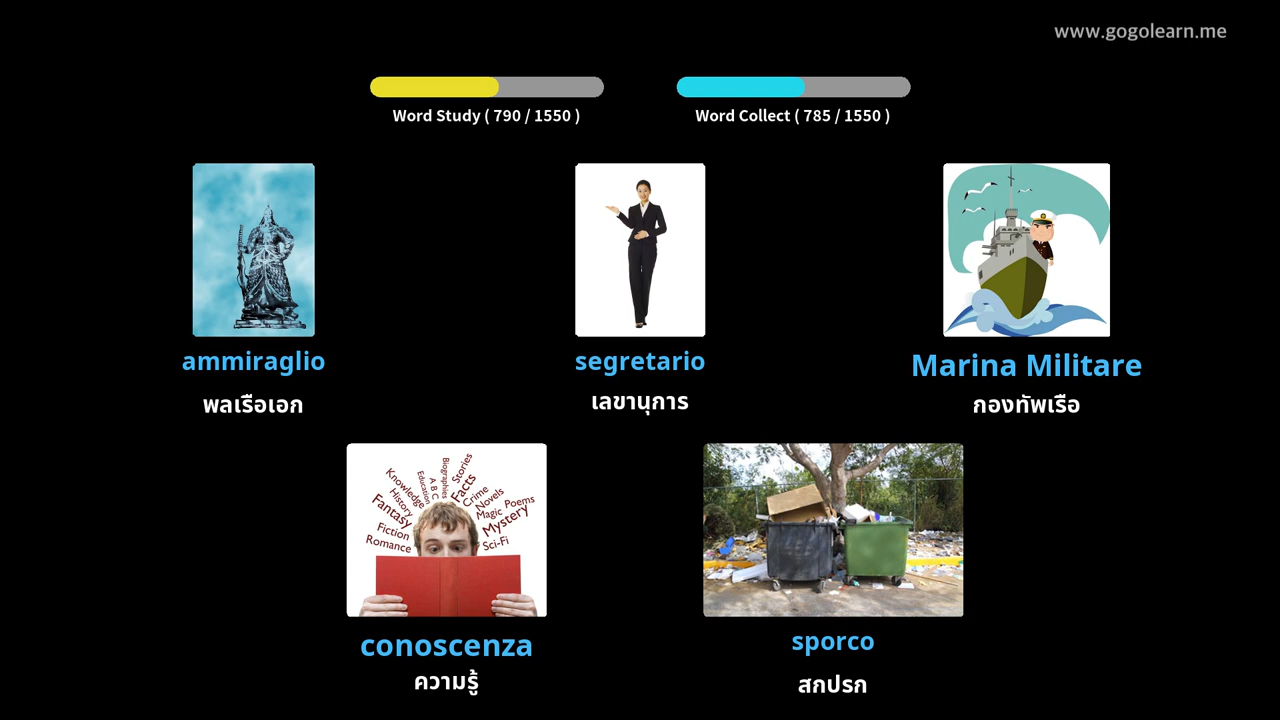 www.gogolearn.me
Word Study ( 790 / 1550 )
Word Collect ( 785 / 1550 )
ammiraglio
พลเรือเอก
segretario
เลขานุการ
Marina Militare
กองทัพเรือ
Knowledge
History
Fantasy
Fiction
Romance
Education
A B C
Biographies
Stories
Facts
Crime
Novels
Magic
Poems
Mystery
Sci-Fi
conoscenza
ความรู้
sporco
สกปรก